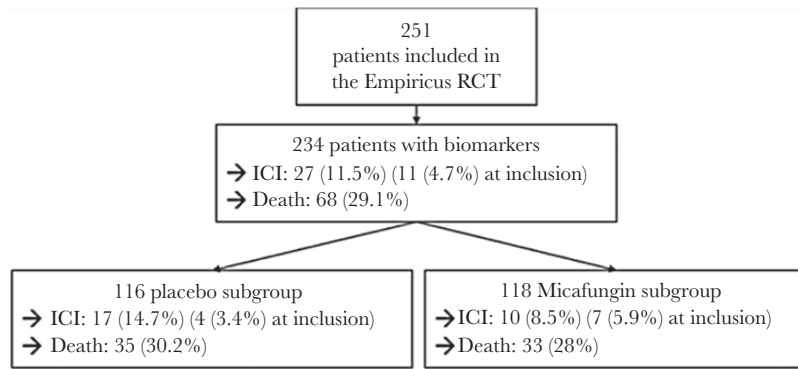 251
patients included in
the Empiricus RCT
234 patients with biomarkers
→ ICI: 27 (11.5%) (11 (4.7%) at inclusion)
→ Death: 68 (29.1%)
116 placebo subgroup
→ ICI: 17 (14.7%) (4 (3.4%) at inclusion)
→ Death: 35 (30.2%)
118 Micafungin subgroup
→ICI: 10 (8.5%) (7 (5.9%) at inclusion)
→Death: 33 (28%)